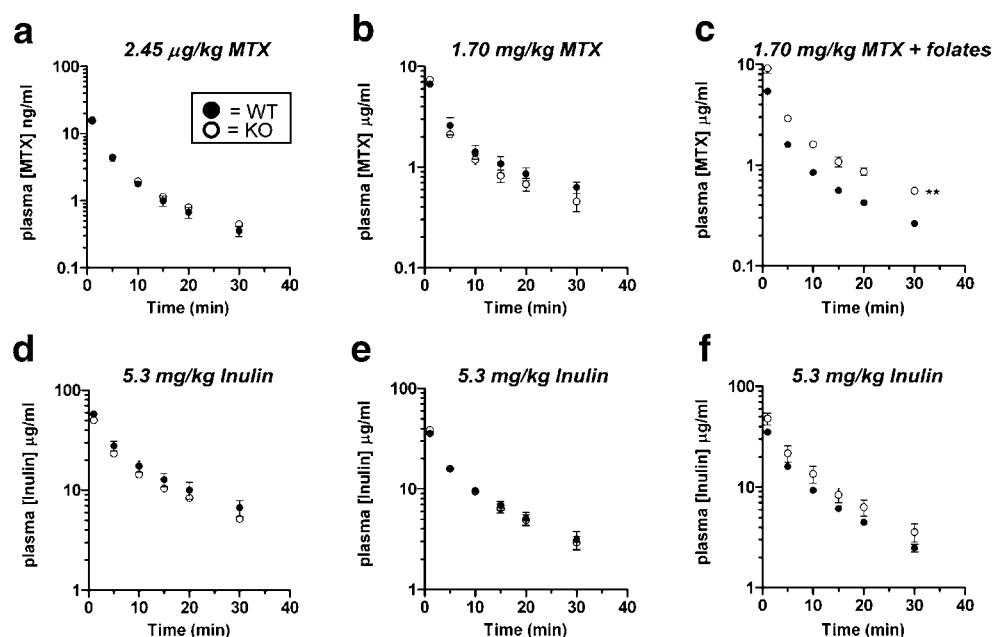 a
2.45 μg/kg MTX
plasma [MTX] ng/ml
100
10
1
0.1
0 10 20 30 40
Time (min)
● = WT
○ = KO
b
1.70 mg/kg MTX
plasma [MTX] μg/ml
10
1
0.1
0 10 20 30 40
Time (min)
c
1.70 mg/kg MTX + folates
plasma [MTX] μg/ml
10
1
0.1
**
0 10 20 30 40
Time (min)
d
5.3 mg/kg Inulin
plasma [Inulin] μg/ml
100
10
1
0 10 20 30 40
Time (min)
e
5.3 mg/kg Inulin
plasma [Inulin] μg/ml
100
10
1
0 10 20 30 40
Time (min)
f
5.3 mg/kg Inulin
plasma [Inulin] μg/ml
100
10
1
0 10 20 30 40
Time (min)